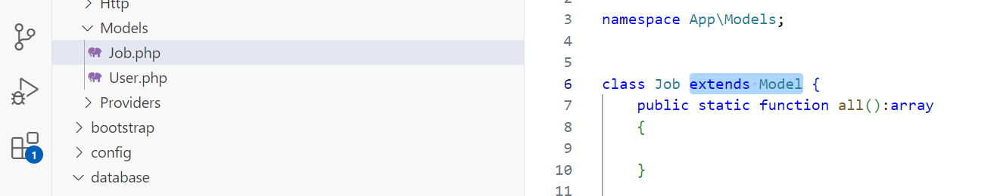 Http
Models
Job.php
User.php
Providers
bootstrap
config
database
1
2
3 namespace App\Models;
4
5
6 class Job extends Model {
7 public static function all():array
8 {
9
10 }
11